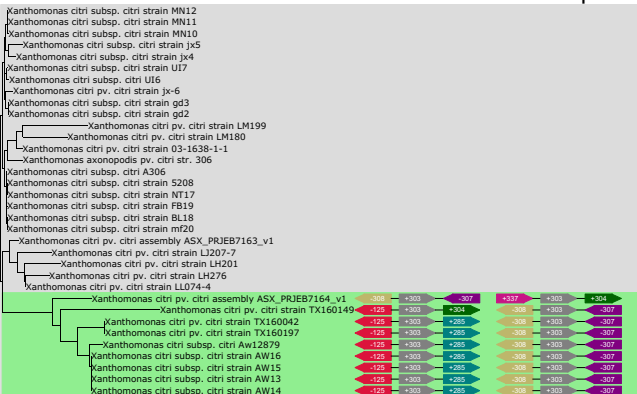 Xanthomonas citri subsp. citri strain MN12
Xanthomonas citri subsp. citri strain MN11
Xanthomonas citri subsp. citri strain MN10
Xanthomonas citri subsp. citri strain jx5
Xanthomonas citri subsp. citri strain jx4
Xanthomonas citri subsp. citri strain UI7
Xanthomonas citri subsp. citri UI6
Xanthomonas citri pv. citri strain jx-6
Xanthomonas citri subsp. citri strain gd3
Xanthomonas citri subsp. citri strain gd2
Xanthomonas citri pv. citri strain LM199
Xanthomonas citri pv. citri strain LM180
Xanthomonas citri pv. citri strain 03-1638-1-1
Xanthomonas axonopodis pv. citri str. 306
Xanthomonas citri subsp. citri A306
Xanthomonas citri subsp. citri strain 5208
Xanthomonas citri subsp. citri strain NT17
Xanthomonas citri subsp. citri strain FB19
Xanthomonas citri subsp. citri strain BL18
Xanthomonas citri subsp. citri strain mf20
Xanthomonas citri pv. citri assembly ASX_PRJEB7163_v1
Xanthomonas citri pv. citri strain LJ207-7
Xanthomonas citri pv. citri strain LH201
Xanthomonas citri pv. citri strain LH276
Xanthomonas citri pv. citri strain LL074-4
Xanthomonas citri pv. citri assembly ASX_PRJEB7164_v1 -308 +303 -307 +337 +303 +304
Xanthomonas citri pv. citri strain TX160149 -125 +303 +304 -308 +303 -307
Xanthomonas citri pv. citri strain TX160042 -125 +303 +285 -308 +303 -307
Xanthomonas citri pv. citri strain TX160197 -125 +303 +285 -308 +303 -307
Xanthomonas citri subsp. citri Aw12879 -125 +303 +285 -308 +303 -307
Xanthomonas citri subsp. citri strain AW16 -125 +303 +285 -308 +303 -307
Xanthomonas citri subsp. citri strain AW15 -125 +303 +285 -308 +303 -307
Xanthomonas citri subsp. citri strain AW13 -125 +303 +285 -308 +303 -307
Xanthomonas citri subsp. citri strain AW14 -125 +303 +285 -308 +303 -307